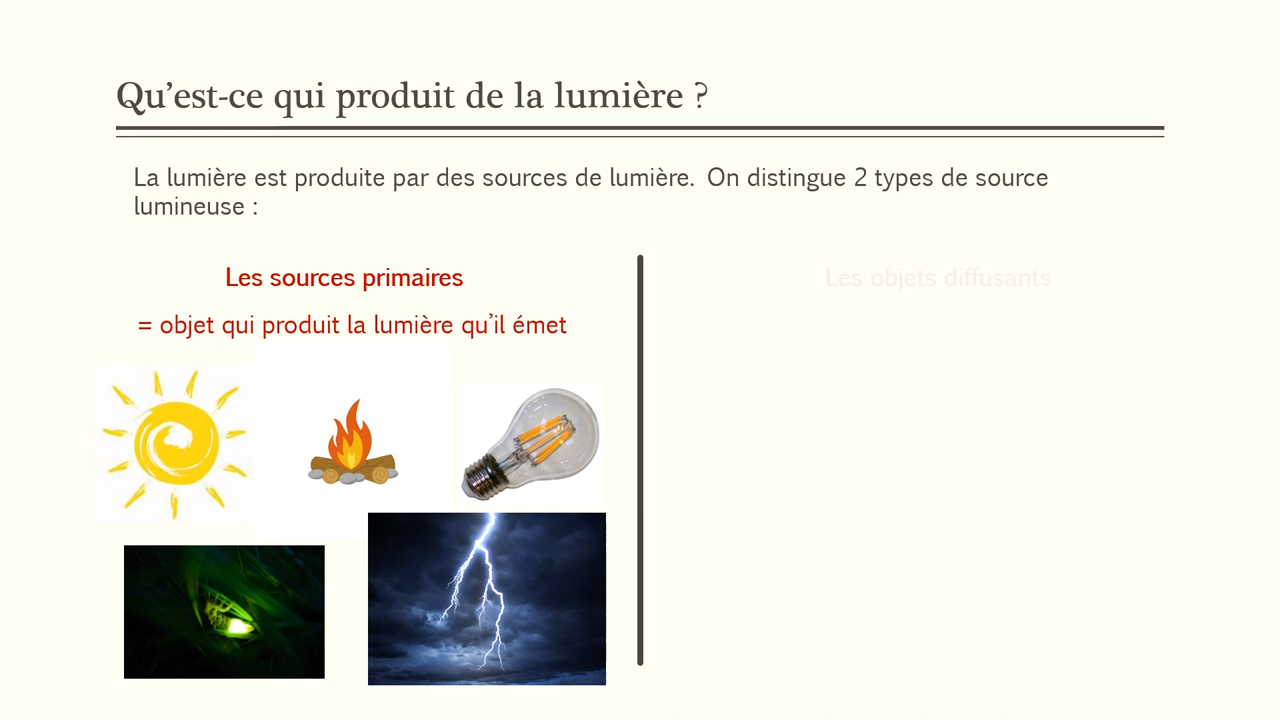 Qu’est-ce qui produit de la lumière ?
La lumière est produite par des sources de lumière. On distingue 2 types de source
lumineuse :
Les sources primaires
= objet qui produit la lumière qu’il émet
Les objets diffusants